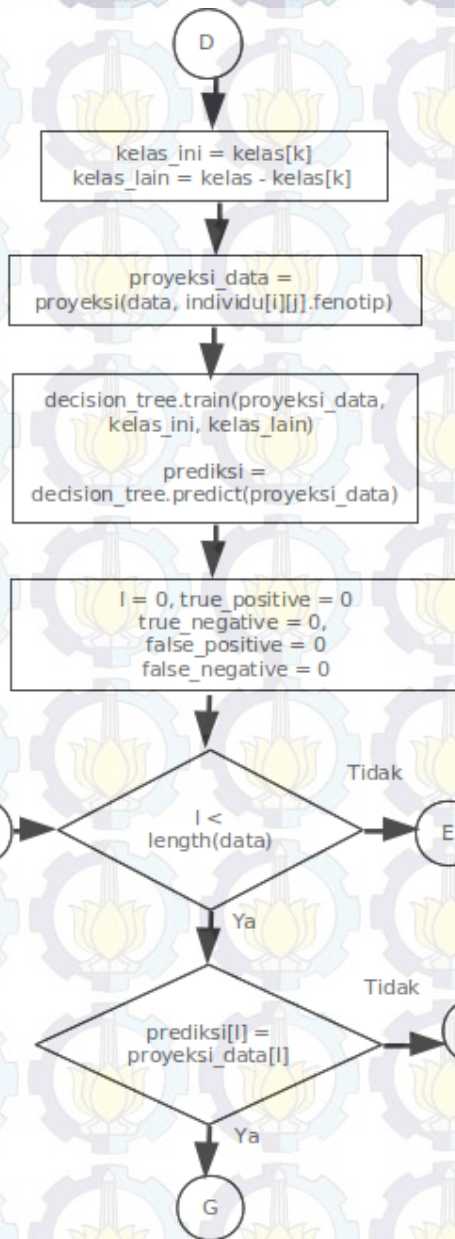 D
kelas_ini = kelas[k]
kelas_lain = kelas - kelas[k]
proyeksi_data =
proyeksi(data, individu[i][j].fenotip)
decision_tree.train(proyeksi_data,
kelas_ini, kelas_lain)
prediksi =
decision_tree.predict(proyeksi_data)
l = 0, true_positive = 0
true_negative = 0,
false_positive = 0
false_negative = 0
Tidak
l <
length(data)
E
Ya
Tidak
prediksi[l] =
proyeksi_data[l]
Ya
G